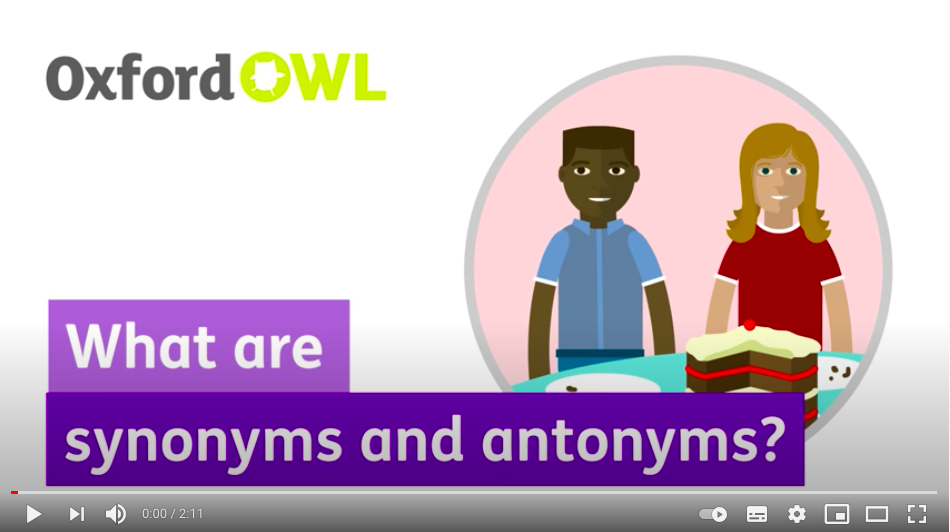 Oxford OWL
What are
synonyms and antonyms?
0:00 / 2:11